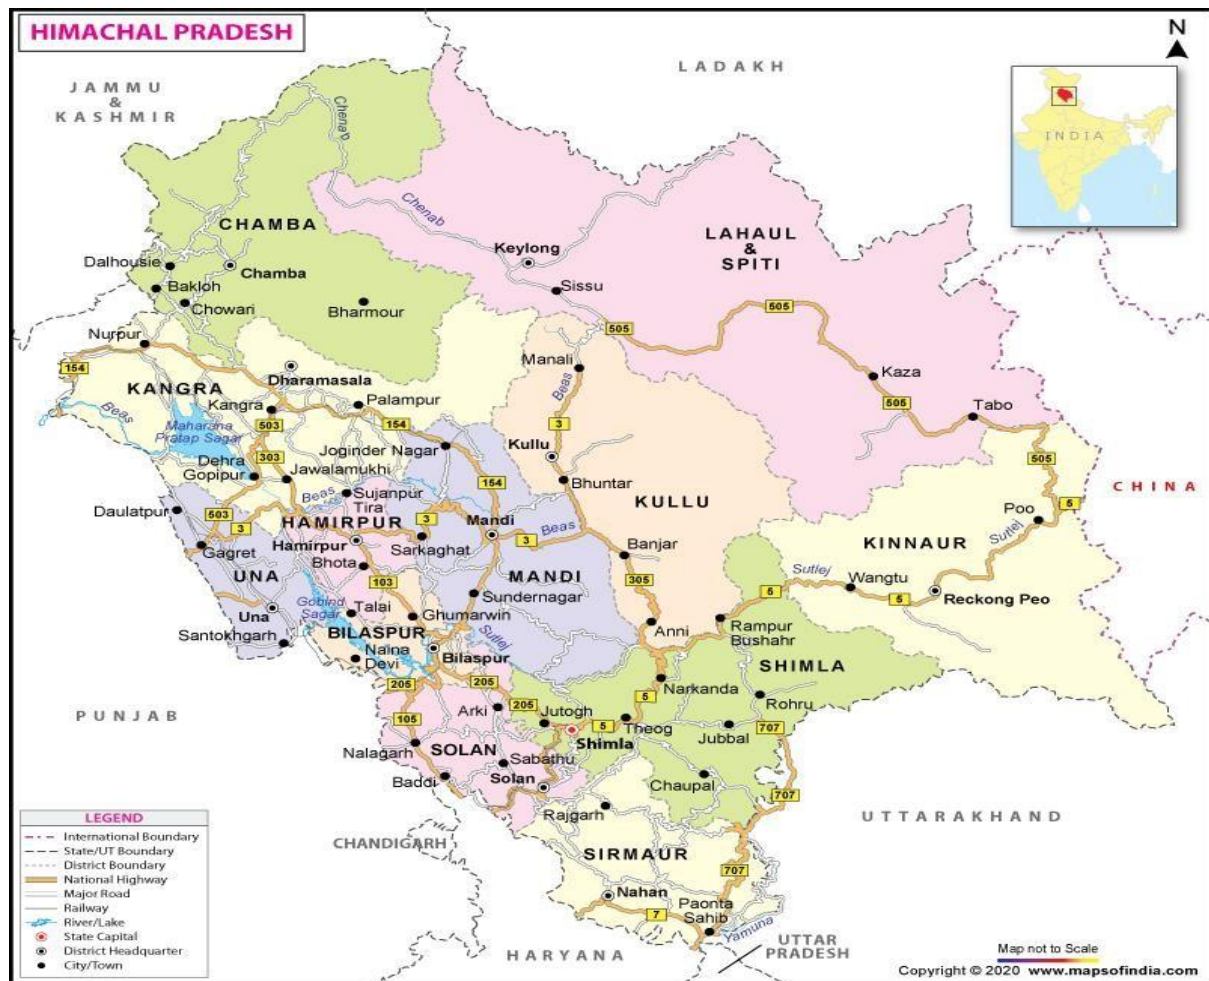 HIMACHAL PRADESH
N
LADAKH
JAMMU
&
KASHMIR
INDIA
Chenab
Chenab
CHAMBA
LAHAUL
&
SPITI
Keylong
Dalhousie
Chamba
Bakloh
Sissu
Chowari
Bharmour
505
505
Nurpur
154
Manali
KANGRA
Dharamasala
Kaza
Beas
Palampur
Kangra
505
Tabo
Beas
Maharana
Pratap Sagar
503
154
3
Kullu
Joginder Nagar
303
505
Dehra
Gopipur
Jawalamukhi
Bhuntar
CHINA
154
Beas
Sujanpur
Tira
KULLU
5
Daulatpur
503
3
HAMIRPUR
3
Mandi
Beas
Poo
Sutlej
Gagret
Hamirpur
Sarkaghat
3
KINNAUR
Banjar
Bhota
UNA
103
MANDI
305
Sutlej
Wangtu
5
5
Reckong Peo
Una
Gobind
Sagar
Talai
Sundernagar
Ghumarwin
Anni
Rampur
Bushahr
Santokhgarh
BILASPUR
Sutlej
Naina
Devi
Bilaspur
SHIMLA
205
205
Narkanda
PUNJAB
Arki
205
5
Rohru
105
Jutogh
5
Theog
707
Nalagarh
SOLAN
Shimla
Jubbal
Sabathu
Baddi
Solan
Chaupal
707
Rajgarh
UTTARAKHAND
CHANDIGARH
SIRMAUR
707
Nahan
7
Paonta
Sahib
Yamuna
HARYANA
UTTAR
PRADESH
LEGEND
International Boundary
State/UT Boundary
District Boundary
National Highway
Major Road
Railway
River/Lake
State Capital
District Headquarter
City/Town
Map not to Scale
Copyright © 2020 www.mapsofindia.com